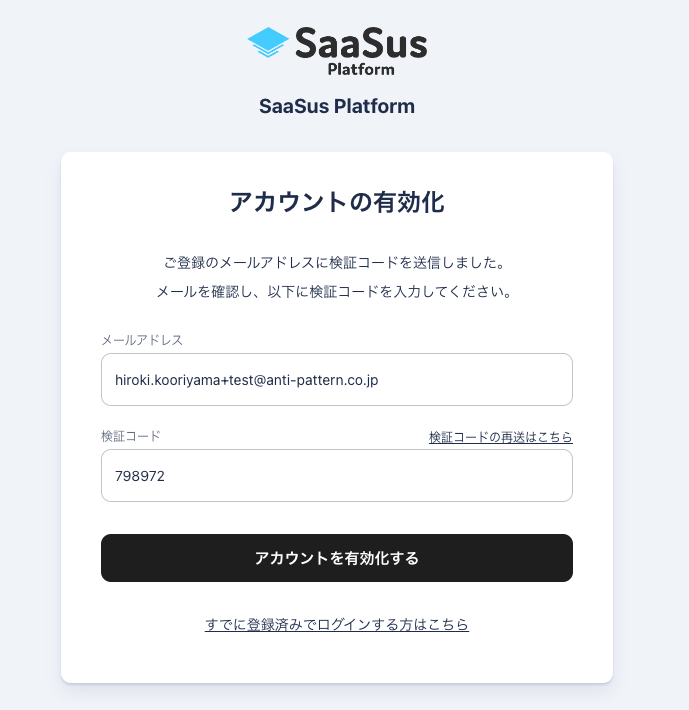 SaaSus
Platform
SaaSus Platform
アカウントの有効化
ご登録のメールアドレスに検証コードを送信しました。
メールを確認し、以下に検証コードを入力してください。
メールアドレス
hiroki.kooriyama+test@anti-pattern.co.jp
検証コード
検証コードの再送はこちら
798972
アカウントを有効化する
すでに登録済みでログインする方はこちら